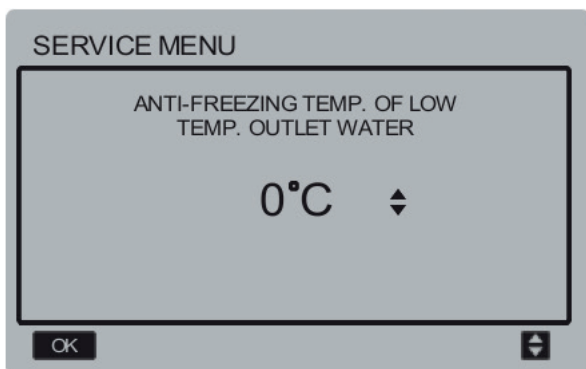 SERVICE MENU
ANTI-FREEZING TEMP. OF LOW
TEMP. OUTLET WATER
0°C
OK